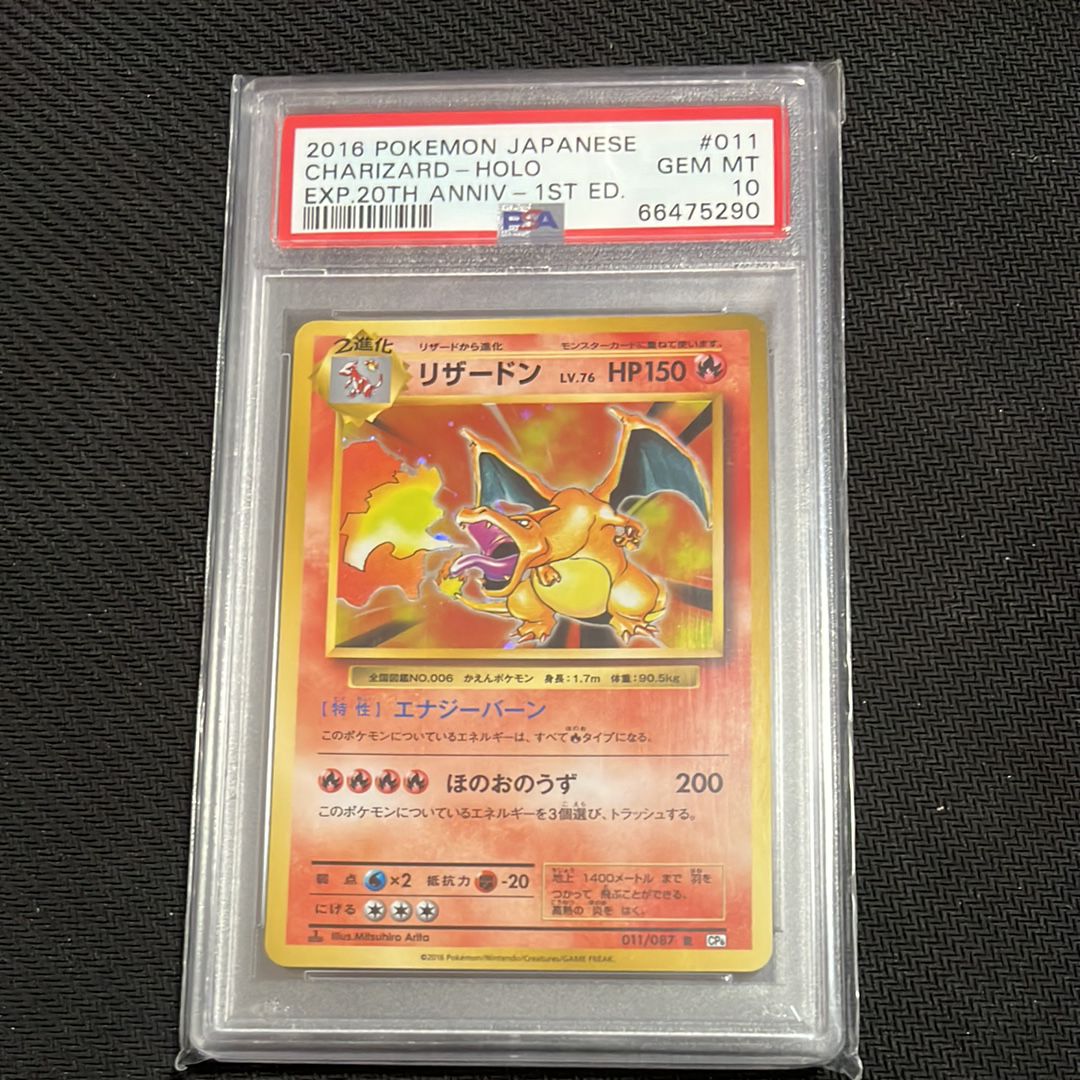 2016 POKEMON JAPANESE #011
CHARIZARD-HOLO GEM MT
EXP.20TH ANNIV-1ST ED. 10
PSA 66475290
2進化 リザードから進化 モンスターカードに重ねて使います。
リザードン LV.76 HP150
全国図鑑NO.006 かえんポケモン 身長:1.7m 体重:90.5kg
[特性] エナジーバーン
このポケモンについているエネルギーは、すべてタイプになる。
ほのおのうず 200
このポケモンについているエネルギーを3個選び、トラッシュする。
弱点 ×2 抵抗力 -20
にげる
地上 1400メートル まで 羽を
つかって 飛ぶことができる。
高熱の 炎を はく。
1 Illus.Mitsuhiro Arita 011/087 R CP6
©2016 Pokémon/Nintendo/Creatures/GAME FREAK.